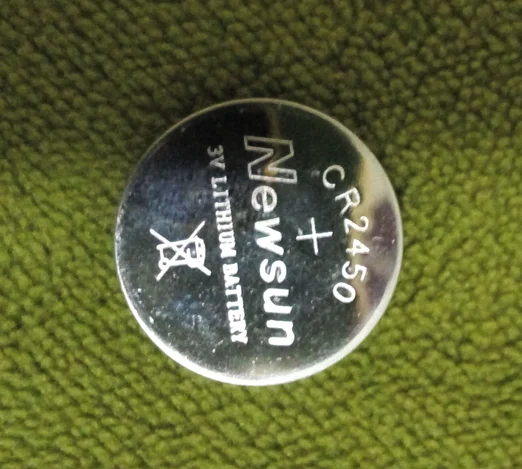 CR2450
+
Newsun
3V LITHIUM BATTERY